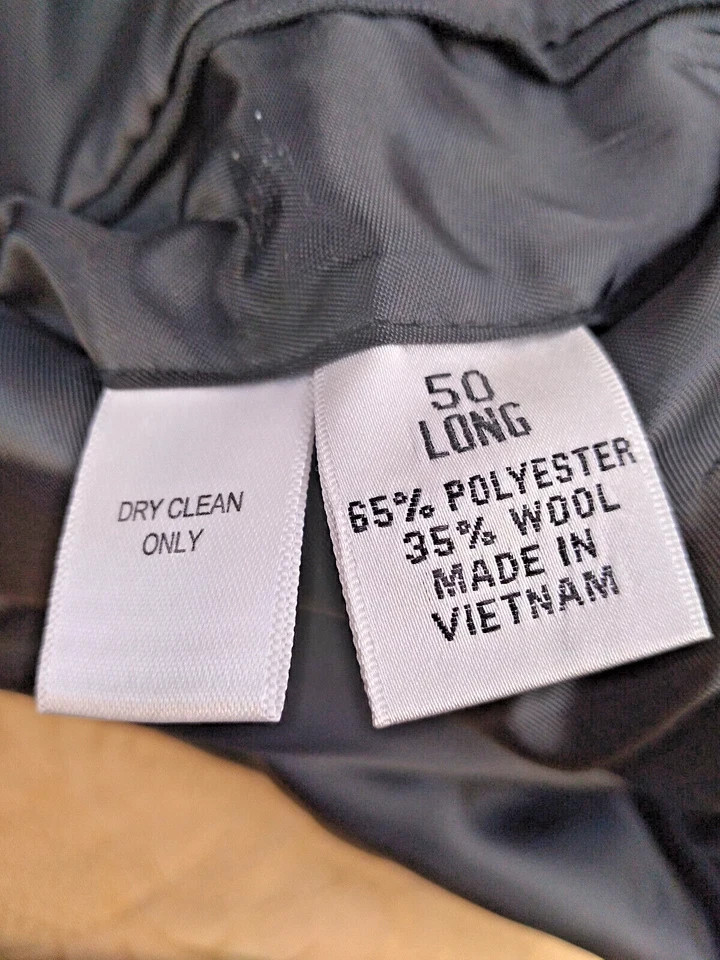 DRY CLEAN
ONLY
50
LONG
65% POLYESTER
35% WOOL
MADE IN
VIETNAM